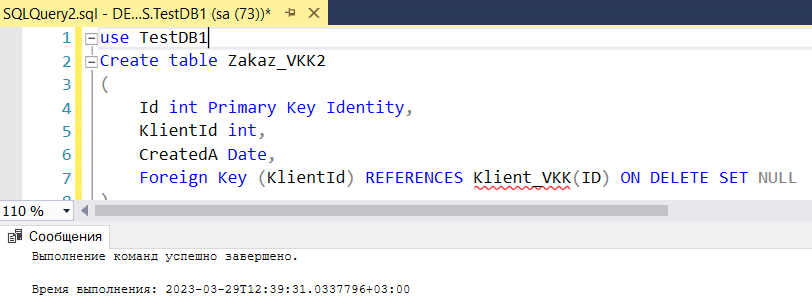 SQLQuery2.sql - DE...S.TestDB1 (sa (73))*
1 use TestDB1
2 Create table Zakaz_VKK2
3 (
4 Id int Primary Key Identity,
5 KlientId int,
6 CreatedA Date,
7 Foreign Key (KlientId) REFERENCES Klient_VKK(ID) ON DELETE SET NULL
8 )
110 %
Сообщения
Выполнение команд успешно завершено.
Время выполнения: 2023-03-29T12:39:31.0337796+03:00